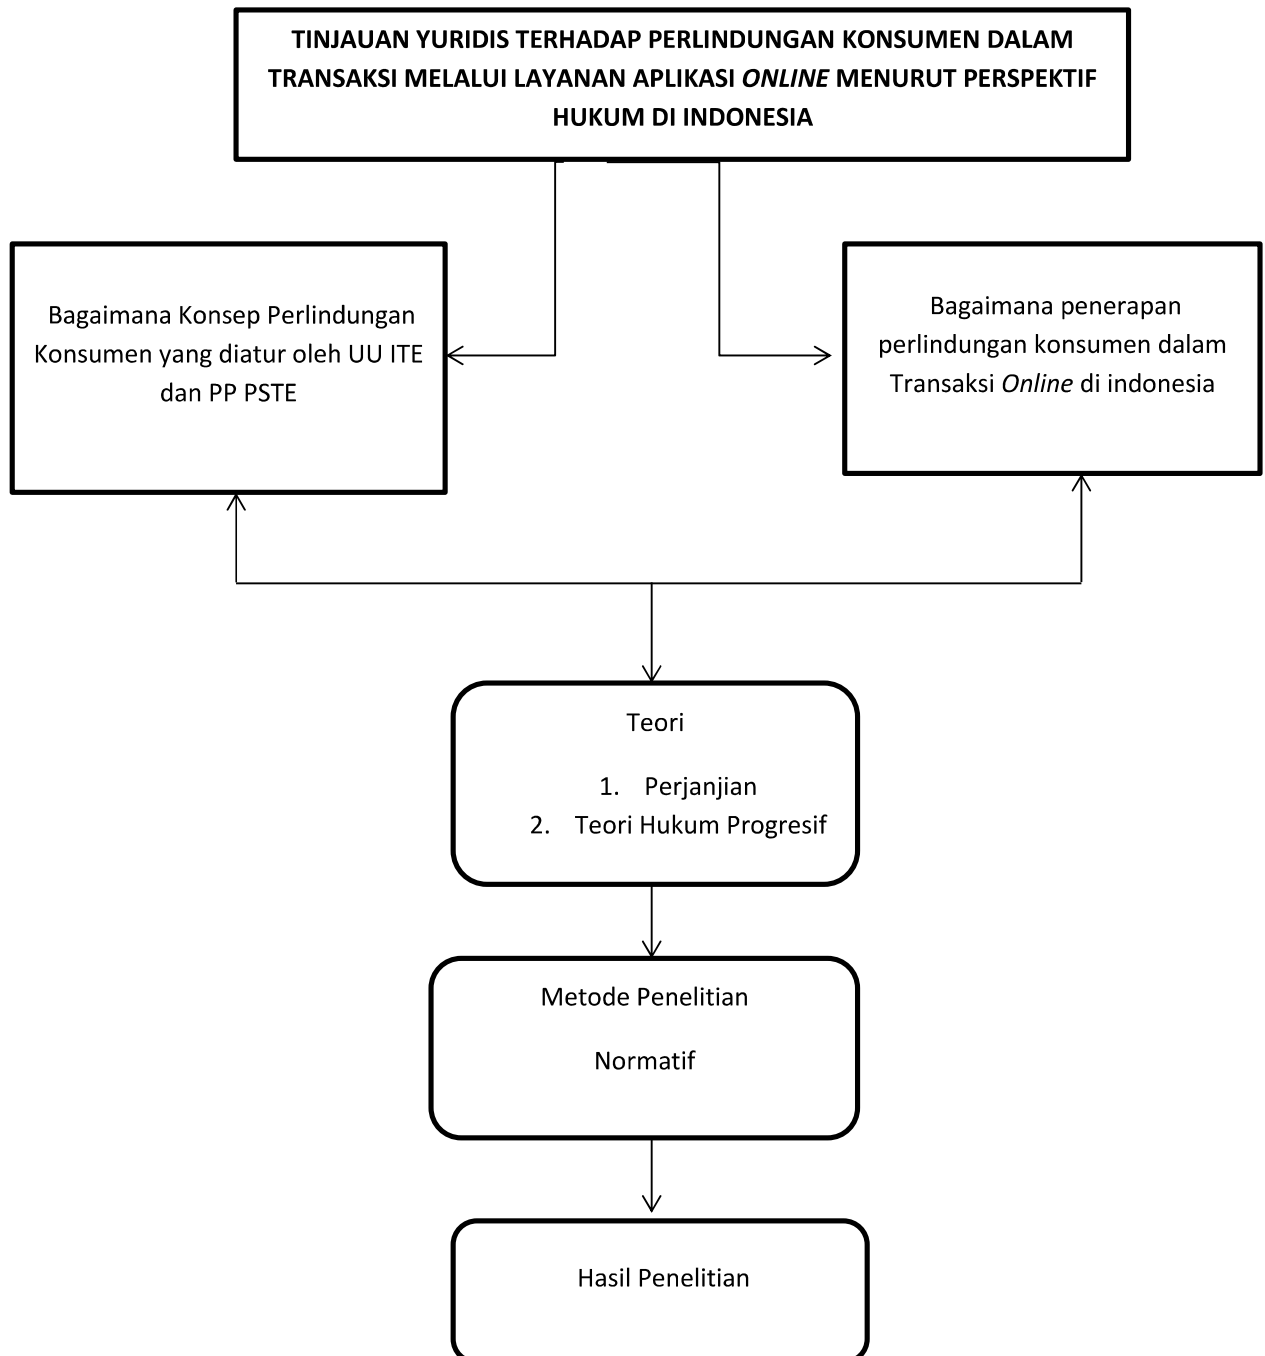 TINJAUAN YURIDIS TERHADAP PERLINDUNGAN KONSUMEN DALAM
TRANSAKSI MELALUI LAYANAN APLIKASI ONLINE MENURUT PERSPEKTIF
HUKUM DI INDONESIA
Bagaimana Konsep Perlindungan
Konsumen yang diatur oleh UU ITE
dan PP PSTE
Bagaimana penerapan
perlindungan konsumen dalam
Transaksi Online di indonesia
Teori
1. Perjanjian
2. Teori Hukum Progresif
Metode Penelitian
Normatif
Hasil Penelitian